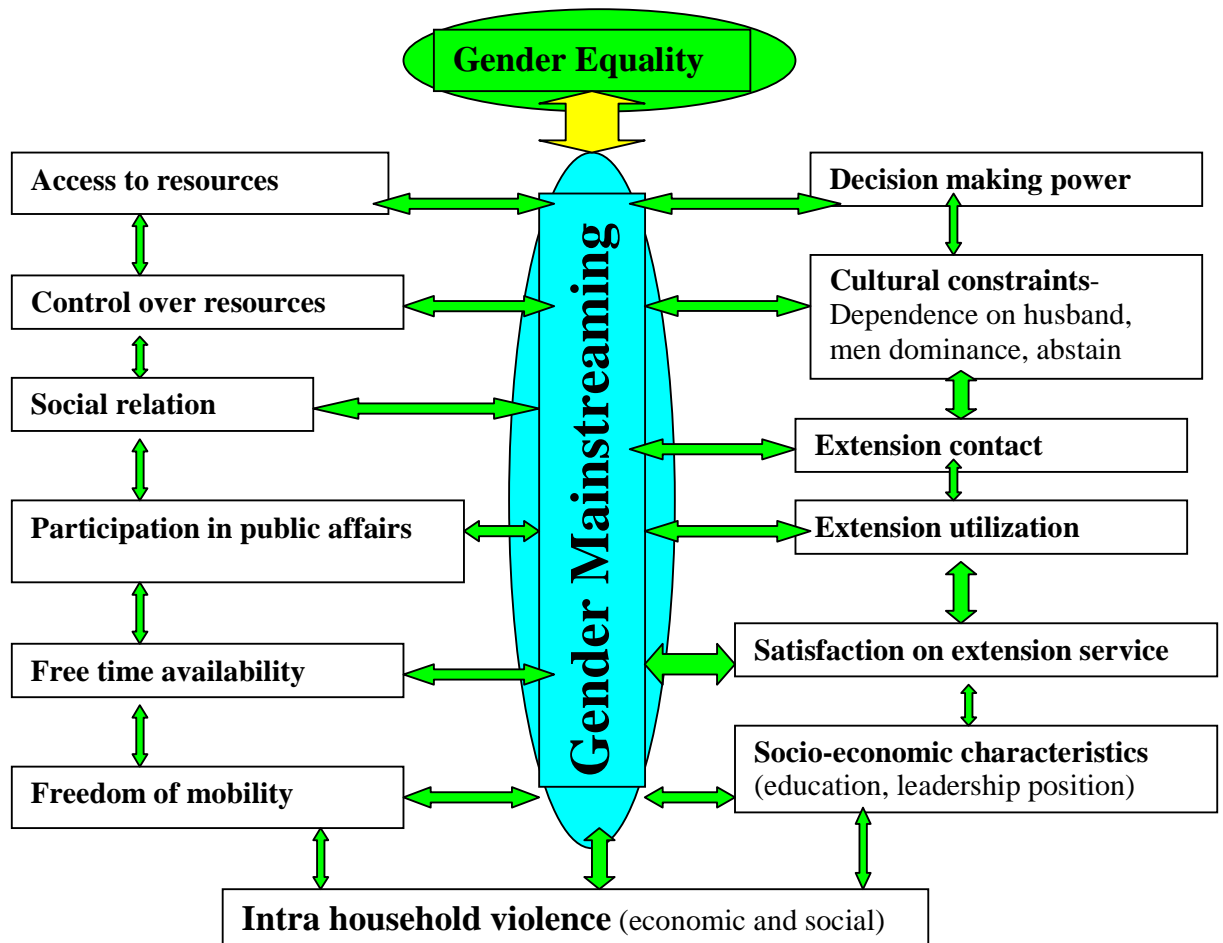 Gender Equality
Access to resources
Control over resources
Social relation
Participation in public affairs
Free time availability
Freedom of mobility
Gender Mainstreaming
Decision making power
Cultural constraints-
Dependence on husband,
men dominance, abstain
Extension contact
Extension utilization
Satisfaction on extension service
Socio-economic characteristics
(education, leadership position)
Intra household violence (economic and social)